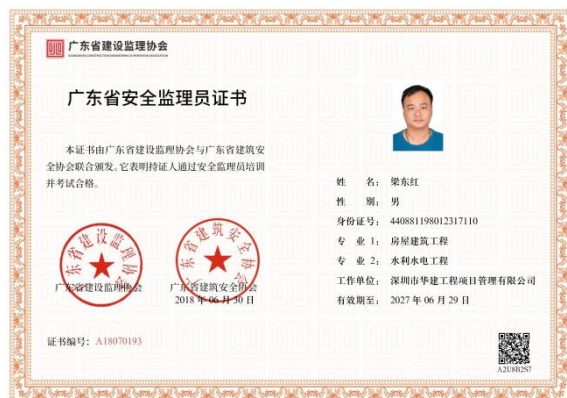 广东省建设监理协会
广东省安全监理员证书
本证书由广东省建设监理协会与广东省建筑安
全协会联合颁发。它表明持证人通过安全监理员培训
并考试合格。
姓 名： 梁东红
性 别： 男
身份证号： 440881198012317110
专 业 1： 房屋建筑工程
专 业 2： 水利水电工程
工作单位： 深圳市华建工程项目管理有限公司
有效期至： 2027 年 06 月 29 日
广东省建设监理协会
广东省建筑安全协会
广东省建设监理协会 广东省建筑安全协会
2018 年 06 月 30 日
证书编号： A18070193
A2U8B2S7